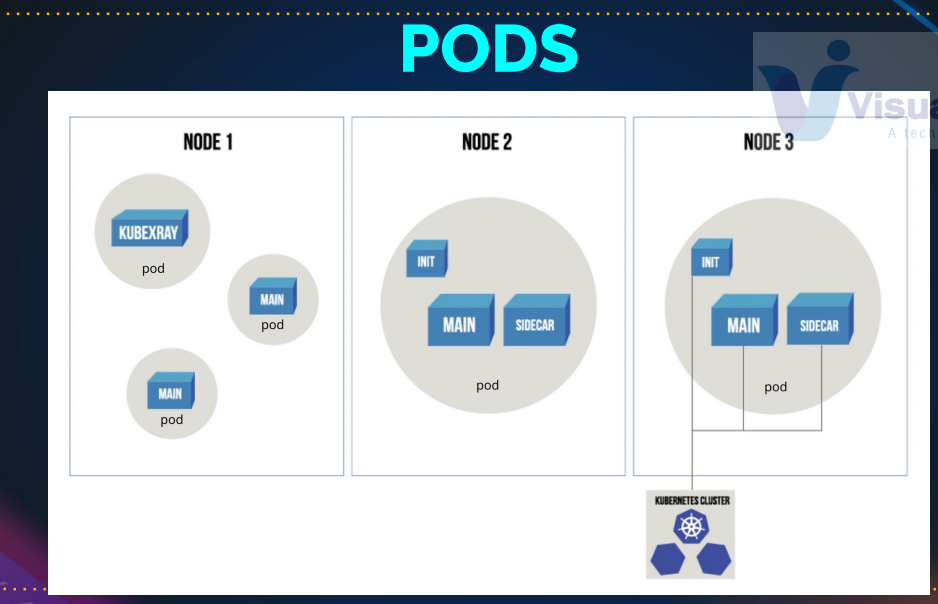 PODS
Visua
A tech
NODE 1
KUBEXRAY
pod
MAIN
pod
MAIN
pod
NODE 2
INIT
MAIN
SIDECAR
pod
NODE 3
INIT
MAIN
SIDECAR
pod
KUBERNETES CLUSTER